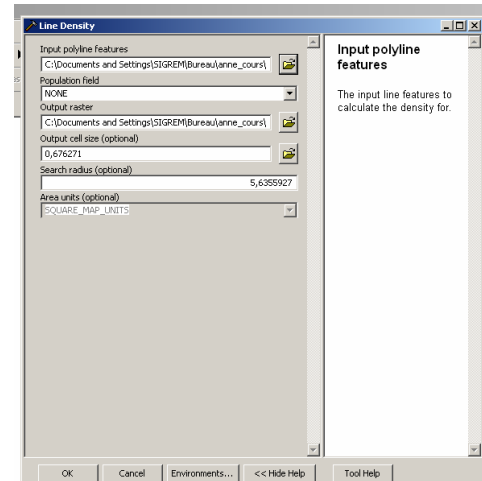 Line Density
Input polyline features
C:\Documents and Settings\SIGREM\Bureau\anne_cours\
Population field
NONE
Output raster
C:\Documents and Settings\SIGREM\Bureau\anne_cours\
Output cell size (optional)
0,676271
Search radius (optional)
5,6355927
Area units (optional)
SQUARE_MAP_UNITS
Input polyline
features
The input line features to
calculate the density for.
OK Cancel Environments... << Hide Help Tool Help